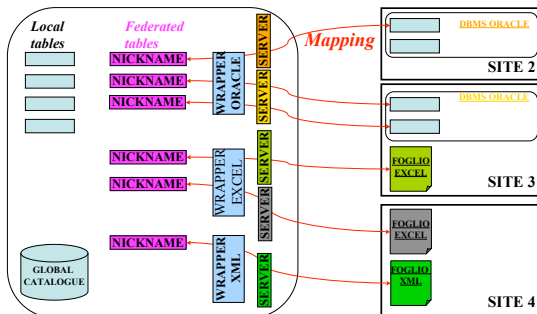 Local
tables
Federated
tables
Mapping
NICKNAME
NICKNAME
NICKNAME
NICKNAME
NICKNAME
NICKNAME
WRAPPER
ORACLE
WRAPPER
EXCEL
WRAPPER
XML
SERVER
SERVER
SERVER
SERVER
SERVER
GLOBAL
CATALOGUE
DBMS ORACLE
SITE 2
DBMS ORACLE
FOGLIO
EXCEL
SITE 3
FOGLIO
EXCEL
FOGLIO
XML
SITE 4